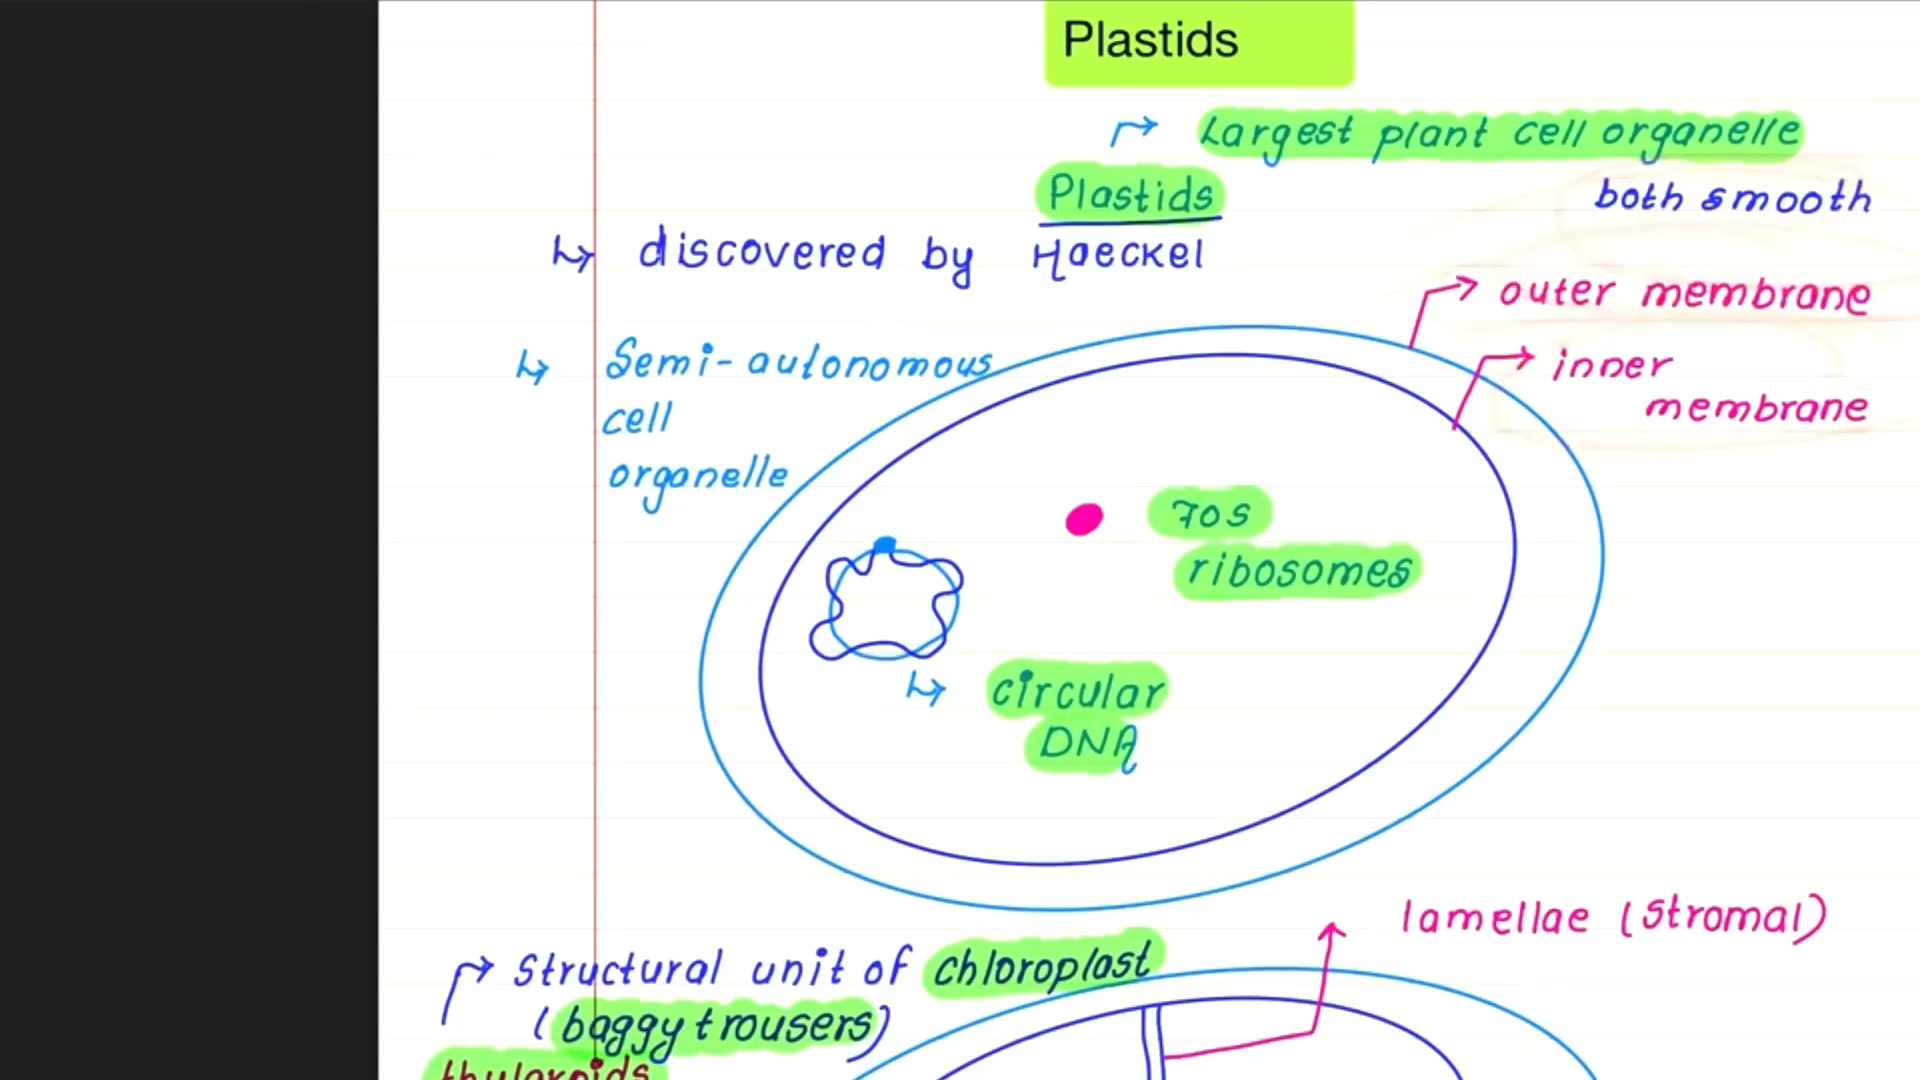 Plastids
Largest plant cell organelle
Plastids
both smooth
discovered by Haeckel
outer membrane
Semi-autonomous
cell
organelle
inner
membrane
70s
ribosomes
circular
DNA
lamellae (stromal)
Structural unit of chloroplast
(baggy trousers)
thylakoids